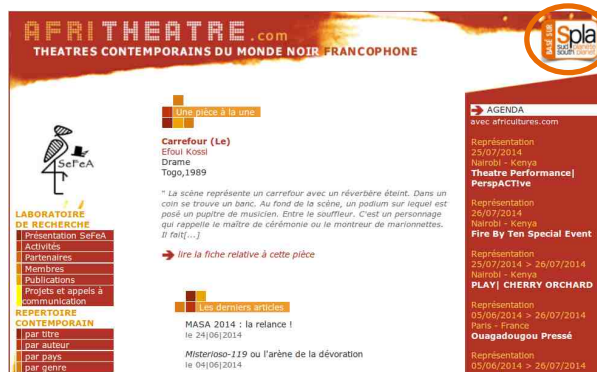 AFRITHEATRE.com
THEATRES CONTEMPORAINS DU MONDE NOIR FRANCOPHONE
BASÉ SUR
Spla
sud planète
south planet
SeFeA
LABORATOIRE
DE RECHERCHE
Présentation SeFeA
Activités
Partenaires
Membres
Publications
Projets et appels à
communication
REPERTOIRE
CONTEMPORAIN
par titre
par auteur
par pays
par genre
Une pièce à la une
Carrefour (Le)
Efoui Kossi
Drame
Togo,1989
" La scène représente un carrefour avec un réverbère éteint. Dans un
coin se trouve un banc. Au fond de la scène, un podium sur lequel est
posé un pupitre de musicien. Entre le souffleur. C'est un personnage
qui rappelle le maître de cérémonie ou le montreur de marionnettes.
Il fait[...]
lire la fiche relative à cette pièce
Les derniers articles
MASA 2014 : la relance !
le 24|06|2014
Misterioso-119 ou l'arène de la dévoration
le 04|06|2014
AGENDA
avec africultures.com
Représentation
25/07/2014
Nairobi - Kenya
Theatre Performance|
PerspACTIve
Représentation
26/07/2014
Nairobi - Kenya
Fire By Ten Special Event
Représentation
25/07/2014 > 26/07/2014
Nairobi - Kenya
PLAY| CHERRY ORCHARD
Représentation
05/06/2014 > 26/07/2014
Paris - France
Ouagadougou Pressé
Représentation
05/06/2014 > 26/07/2014